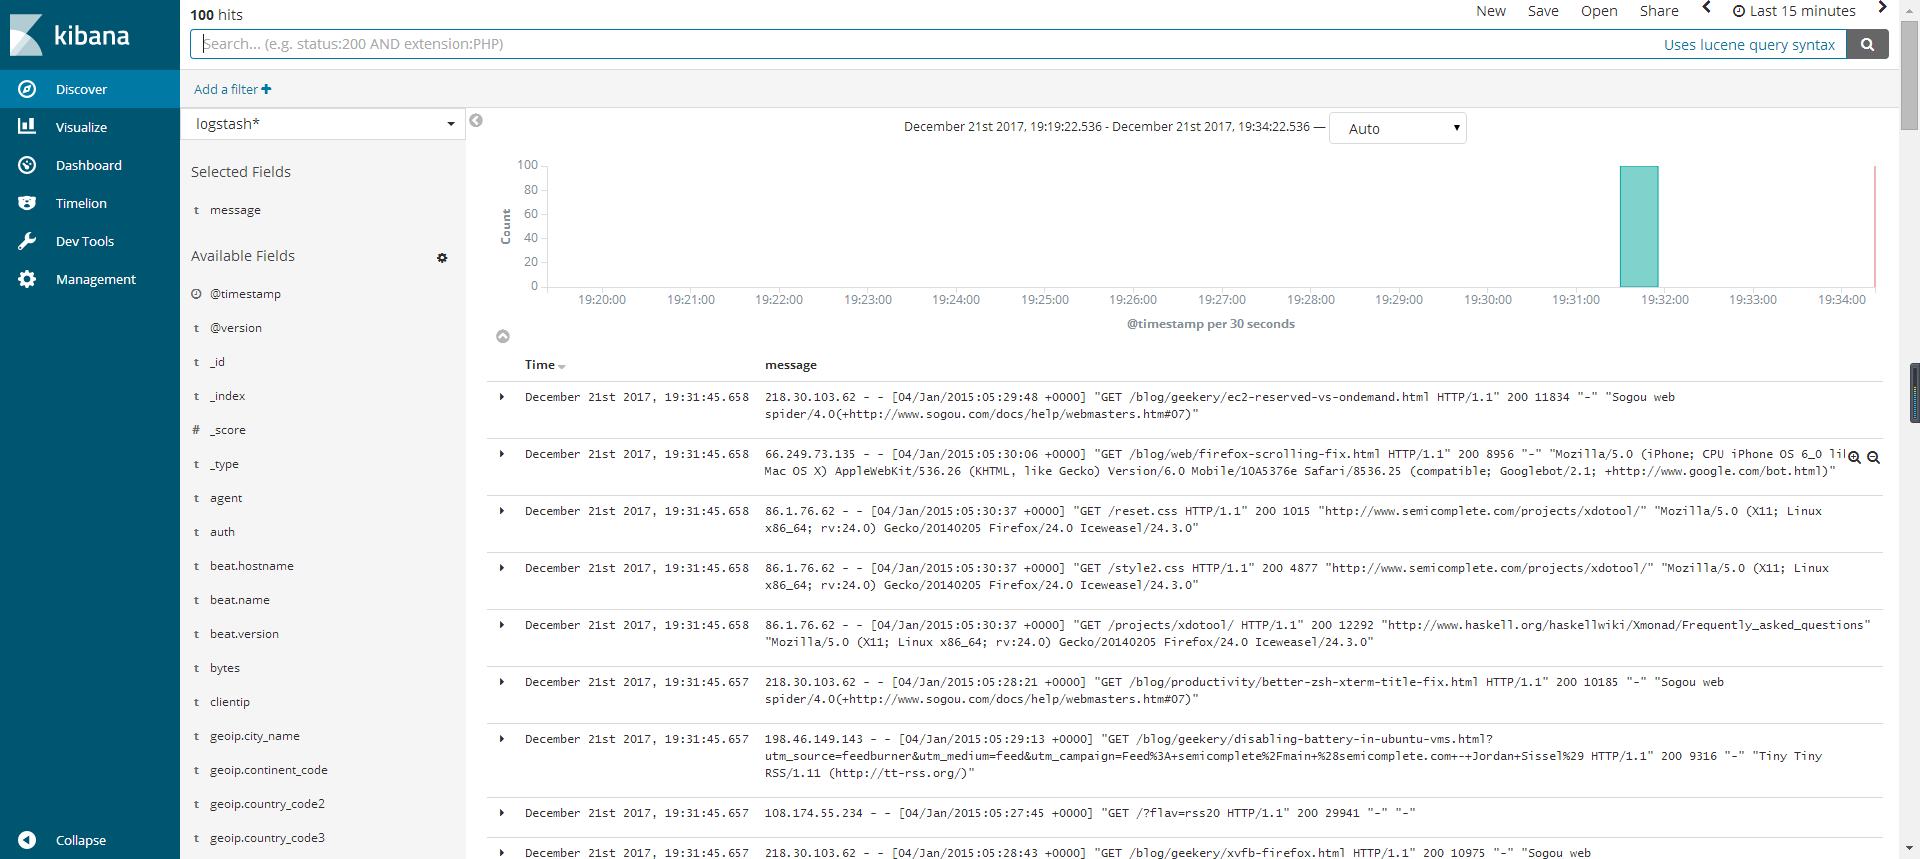 kibana
Discover
Visualize
Dashboard
Timelion
Dev Tools
Management
Collapse
100 hits
New Save Open Share Last 15 minutes
Search... (e.g. status:200 AND extension:PHP) Uses lucene query syntax
Add a filter
logstash*
Selected Fields
t message
Available Fields
@timestamp
t @version
t _id
t _index
# _score
t _type
t agent
t auth
t beat.hostname
t beat.name
t beat.version
t bytes
t clientip
t geoip.city_name
t geoip.continent_code
t geoip.country_code2
t geoip.country_code3
December 21st 2017, 19:19:22.536 - December 21st 2017, 19:34:22.536 — Auto
Count
100
80
60
40
20
0
19:20:00 19:21:00 19:22:00 19:23:00 19:24:00 19:25:00 19:26:00 19:27:00 19:28:00 19:29:00 19:30:00 19:31:00 19:32:00 19:33:00 19:34:00
@timestamp per 30 seconds
Time message
December 21st 2017, 19:31:45.658 218.30.103.62 - - [04/Jan/2015:05:29:48 +0000] "GET /blog/geekery/ec2-reserved-vs-ondemand.html HTTP/1.1" 200 11834 "-" "Sogou web
spider/4.0(+http://www.sogou.com/docs/help/webmasters.htm#07)"
December 21st 2017, 19:31:45.658 66.249.73.135 - - [04/Jan/2015:05:30:06 +0000] "GET /blog/web/firefox-scrolling-fix.html HTTP/1.1" 200 8956 "-" "Mozilla/5.0 (iPhone; CPU iPhone OS 6_0
Mac OS X) AppleWebKit/536.26 (KHTML, like Gecko) Version/6.0 Mobile/10A5376e Safari/8536.25 (compatible; Googlebot/2.1; +http://www.google.com/bot.html)"
December 21st 2017, 19:31:45.658 86.1.76.62 - - [04/Jan/2015:05:30:37 +0000] "GET /reset.css HTTP/1.1" 200 1015 "http://www.semicomplete.com/projects/xdotool/" "Mozilla/5.0 (X11; Linux
x86_64; rv:24.0) Gecko/20140205 Firefox/24.0 Iceweasel/24.3.0"
December 21st 2017, 19:31:45.658 86.1.76.62 - - [04/Jan/2015:05:30:37 +0000] "GET /style2.css HTTP/1.1" 200 4877 "http://www.semicomplete.com/projects/xdotool/" "Mozilla/5.0 (X11; Linux
x86_64; rv:24.0) Gecko/20140205 Firefox/24.0 Iceweasel/24.3.0"
December 21st 2017, 19:31:45.658 86.1.76.62 - - [04/Jan/2015:05:30:37 +0000] "GET /projects/xdotool/ HTTP/1.1" 200 12292 "http://www.haskell.org/haskellwiki/Xmonad/Frequently_asked_questions"
"Mozilla/5.0 (X11; Linux x86_64; rv:24.0) Gecko/20140205 Firefox/24.0 Iceweasel/24.3.0"
December 21st 2017, 19:31:45.657 218.30.103.62 - - [04/Jan/2015:05:28:21 +0000] "GET /blog/productivity/better-zsh-xterm-title-fix.html HTTP/1.1" 200 10185 "-" "Sogou web
spider/4.0(+http://www.sogou.com/docs/help/webmasters.htm#07)"
December 21st 2017, 19:31:45.657 198.46.149.143 - - [04/Jan/2015:05:29:13 +0000] "GET /blog/geekery/disabling-battery-in-ubuntu-vms.html?
utm_source=feedburner&utm_medium=feed&utm_campaign=Feed%3A+semicomplete%2Fmain+%28semicomplete.com+-+Jordan+Sissel%29 HTTP/1.1" 200 9316 "-" "Tiny Tiny
RSS/1.11 (http://tt-rss.org/)"
December 21st 2017, 19:31:45.657 108.174.55.234 - - [04/Jan/2015:05:27:45 +0000] "GET /?flav=rss20 HTTP/1.1" 200 29941 "-" "-"
December 21st 2017, 19:31:45.657 218.30.103.62 - - [04/Jan/2015:05:28:43 +0000] "GET /blog/geekery/xvfb-firefox.html HTTP/1.1" 200 10975 "-" "Sogou web